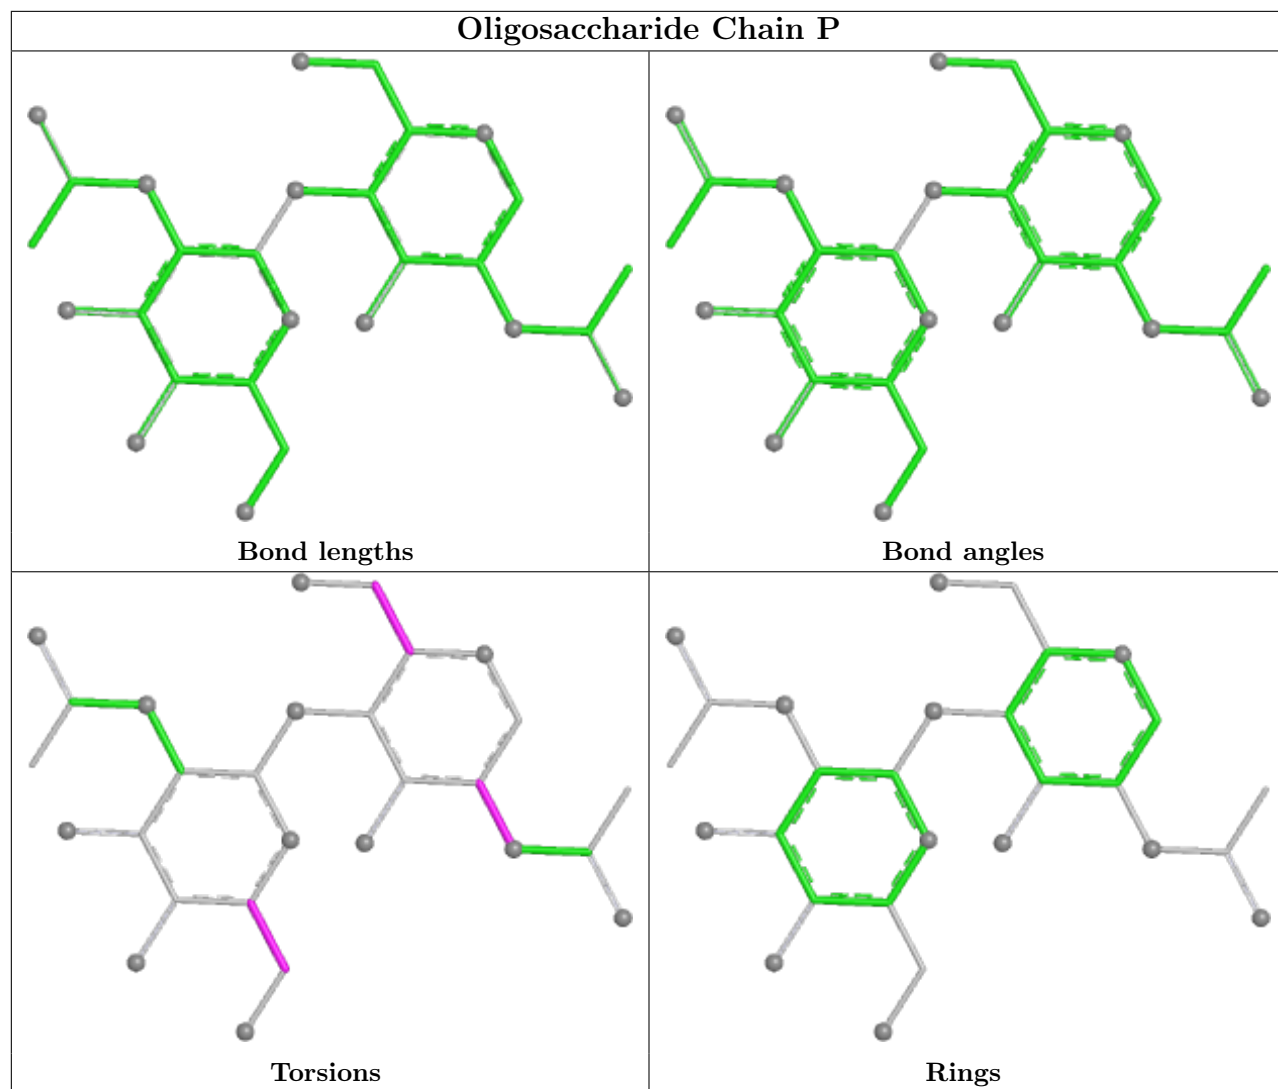 Oligosaccharide Chain P
Bond lengths
Bond angles
Torsions
Rings